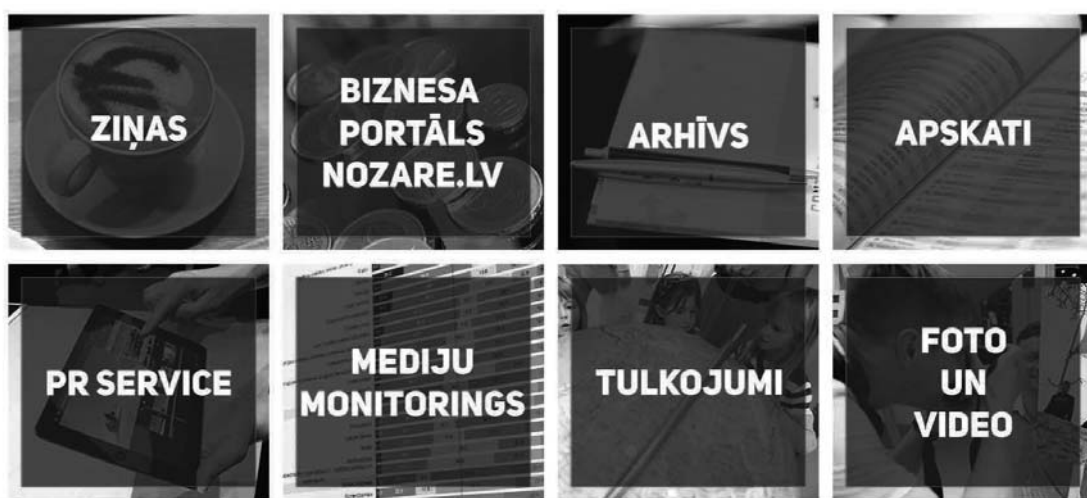 ZIŅAS
BIZNESA
PORTĀLS
NOZARE.LV
ARHĪVS
APSKATI
PR SERVICE
MEDIJU
MONITORINGS
TULKOJUMI
FOTO
UN
VIDEO